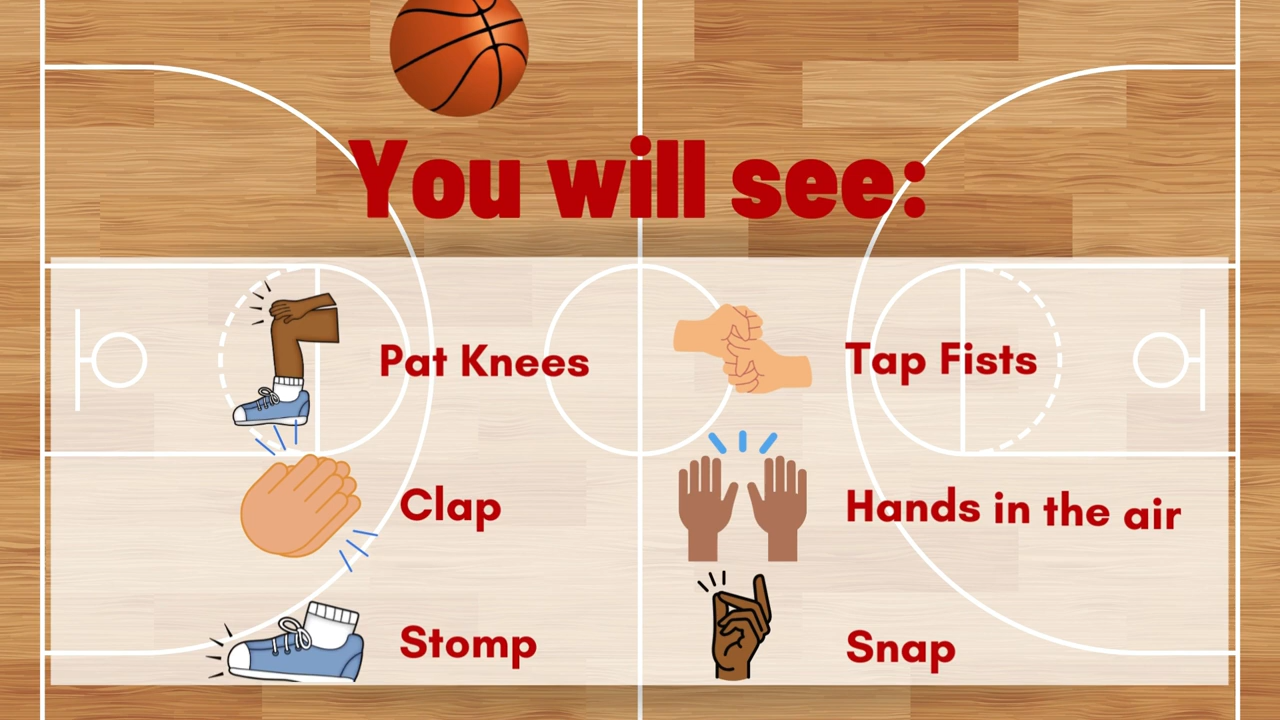 You will see:
Pat Knees
Tap Fists
Clap
Hands in the air
Stomp
Snap